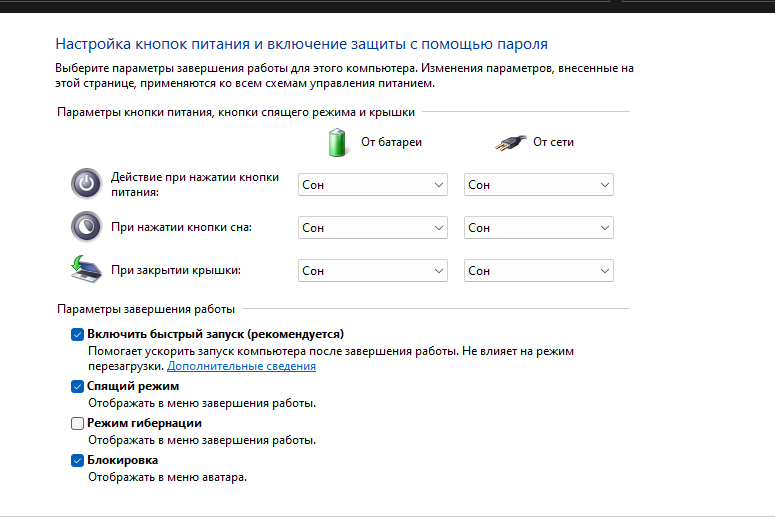 Настройка кнопок питания и включение защиты с помощью пароля
Выберите параметры завершения работы для этого компьютера. Изменения параметров, внесенные на
этой странице, применяются ко всем схемам управления питанием.
Параметры кнопки питания, кнопки спящего режима и крышки
От батареи От сети
Действие при нажатии кнопки
питания:
Сон Сон
При нажатии кнопки сна: Сон Сон
При закрытии крышки: Сон Сон
Параметры завершения работы
Включить быстрый запуск (рекомендуется)
Помогает ускорить запуск компьютера после завершения работы. Не влияет на режим
перезагрузки. Дополнительные сведения
Спящий режим
Отображать в меню завершения работы.
Режим гибернации
Отображать в меню завершения работы.
Блокировка
Отображать в меню аватара.